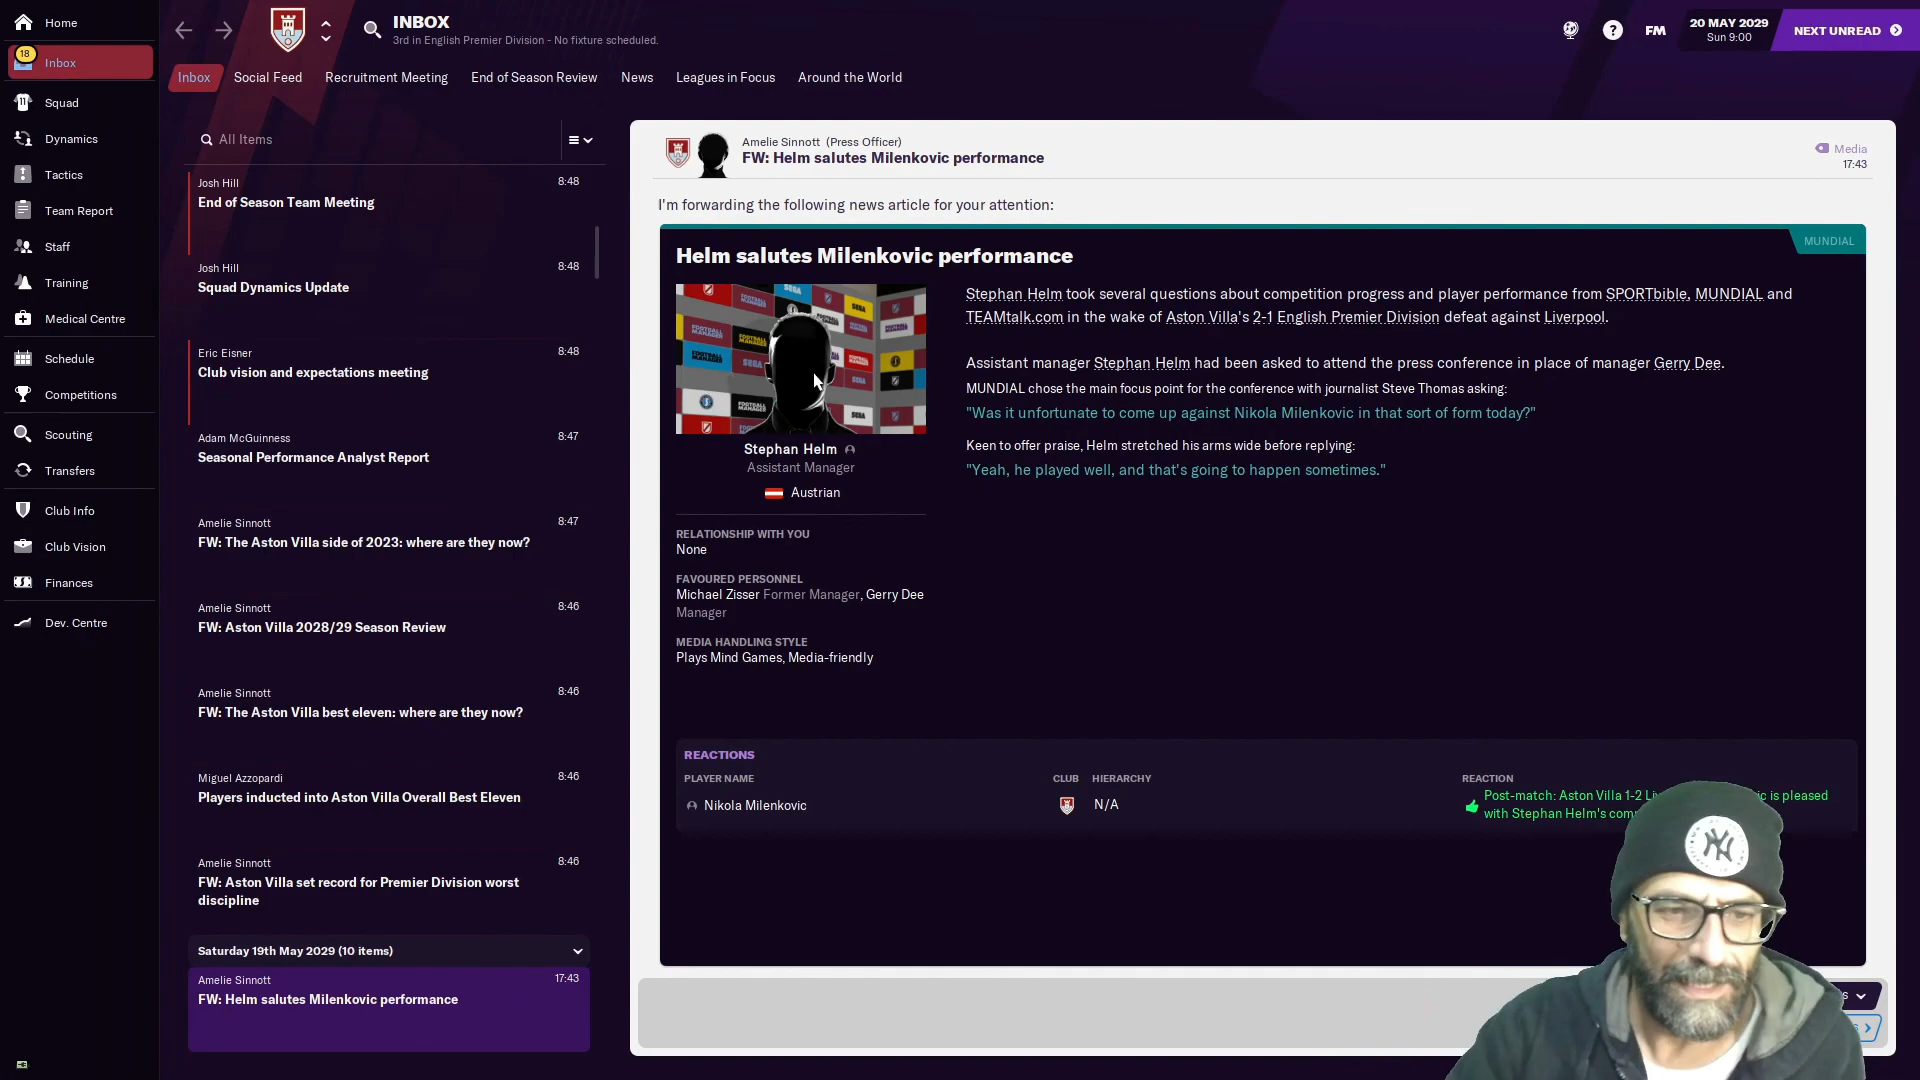 Home
18
Inbox
Squad
Dynamics
Tactics
Team Report
Staff
Training
Medical Centre
Schedule
Competitions
Scouting
Transfers
Club Info
Club Vision
Finances
Dev. Centre
INBOX
3rd in English Premier Division - No fixture scheduled.
FM
20 MAY 2029
Sun 9:00
NEXT UNREAD
Inbox
Social Feed
Recruitment Meeting
End of Season Review
News
Leagues in Focus
Around the World
All Items
Josh Hill 8:48
End of Season Team Meeting
Josh Hill 8:48
Squad Dynamics Update
Eric Eisner 8:48
Club vision and expectations meeting
Adam McGuinness 8:47
Seasonal Performance Analyst Report
Amelie Sinnott 8:47
FW: The Aston Villa side of 2023: where are they now?
Amelie Sinnott 8:46
FW: Aston Villa 2028/29 Season Review
Amelie Sinnott 8:46
FW: The Aston Villa best eleven: where are they now?
Miguel Azzopardi 8:46
Players inducted into Aston Villa Overall Best Eleven
Amelie Sinnott 8:46
FW: Aston Villa set record for Premier Division worst
discipline
Saturday 19th May 2029 (10 items)
Amelie Sinnott 17:43
FW: Helm salutes Milenkovic performance
Amelie Sinnott (Press Officer)
FW: Helm salutes Milenkovic performance
Media
17:43
I'm forwarding the following news article for your attention:
MUNDIAL
Helm salutes Milenkovic performance
Stephan Helm
Assistant Manager
Austrian
RELATIONSHIP WITH YOU
None
FAVOURED PERSONNEL
Michael Zisser Former Manager, Gerry Dee
Manager
MEDIA HANDLING STYLE
Plays Mind Games, Media-friendly
Stephan Helm took several questions about competition progress and player performance from SPORTbible, MUNDIAL and
TEAMtalk.com in the wake of Aston Villa's 2-1 English Premier Division defeat against Liverpool.
Assistant manager Stephan Helm had been asked to attend the press conference in place of manager Gerry Dee.
MUNDIAL chose the main focus point for the conference with journalist Steve Thomas asking:
"Was it unfortunate to come up against Nikola Milenkovic in that sort of form today?"
Keen to offer praise, Helm stretched his arms wide before replying:
"Yeah, he played well, and that's going to happen sometimes."
REACTIONS
PLAYER NAME CLUB HIERARCHY REACTION
Nikola Milenkovic N/A
Post-match: Aston Villa 1-2 is pleased
with Stephan Helm's